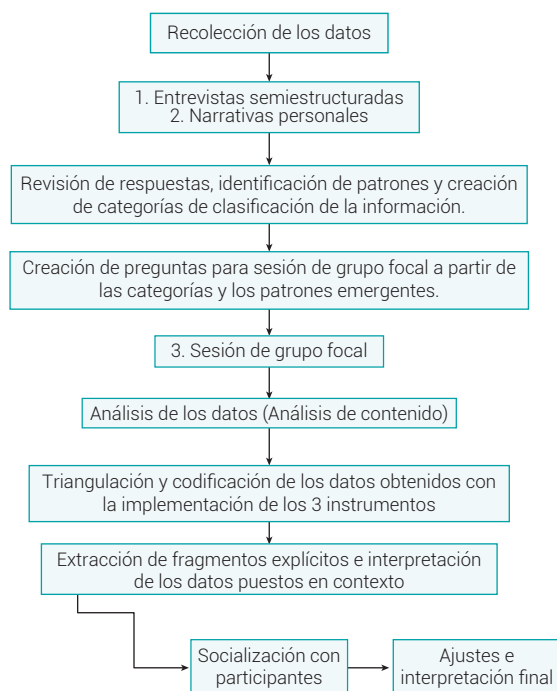 Recolección de los datos
1. Entrevistas semiestructuradas
2. Narrativas personales
Revisión de respuestas, identificación de patrones y creación
de categorías de clasificación de la información.
Creación de preguntas para sesión de grupo focal a partir de
las categorías y los patrones emergentes.
3. Sesión de grupo focal
Análisis de los datos (Análisis de contenido)
Triangulación y codificación de los datos obtenidos con
la implementación de los 3 instrumentos
Extracción de fragmentos explícitos e interpretación
de los datos puestos en contexto
Socialización con
participantes
Ajustes e
interpretación final